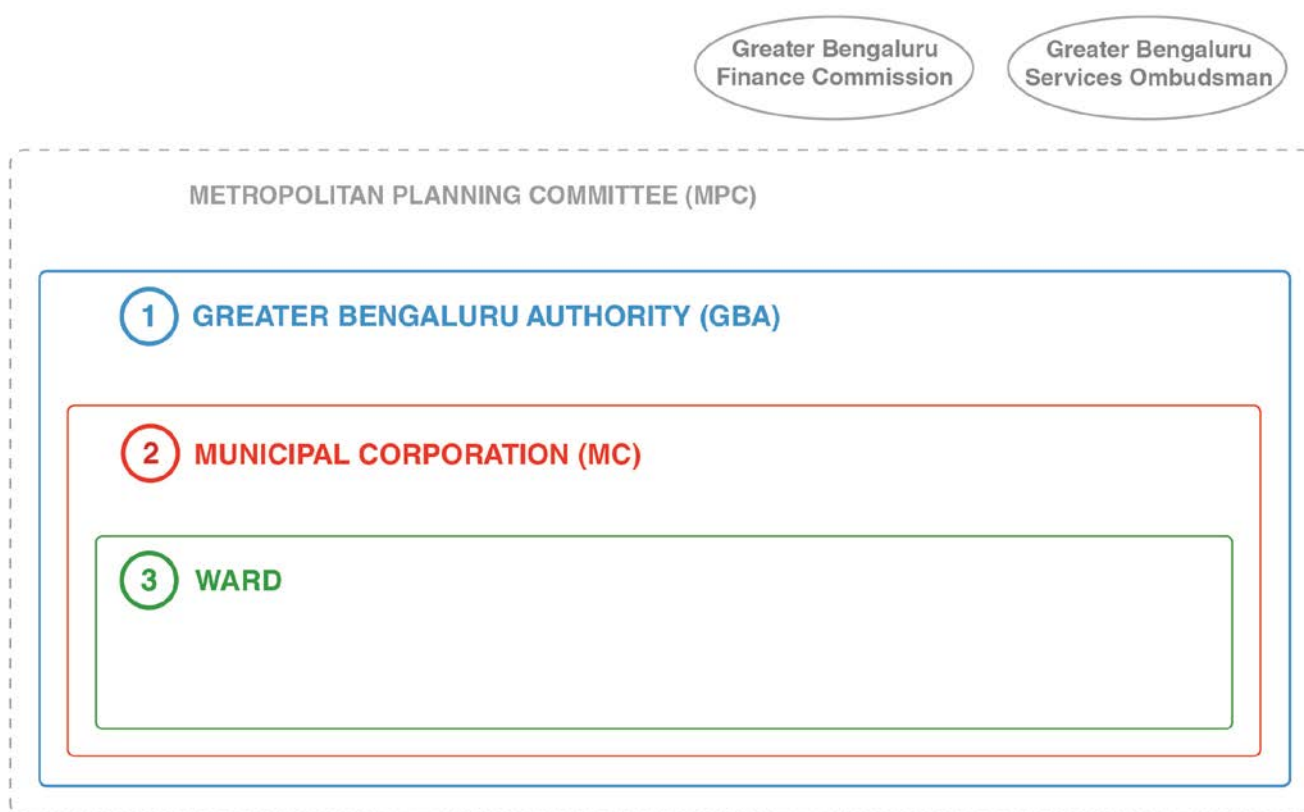 Greater Bengaluru
Finance Commission
Greater Bengaluru
Services Ombudsman
METROPOLITAN PLANNING COMMITTEE (MPC)
1 GREATER BENGALURU AUTHORITY (GBA)
2 MUNICIPAL CORPORATION (MC)
3 WARD